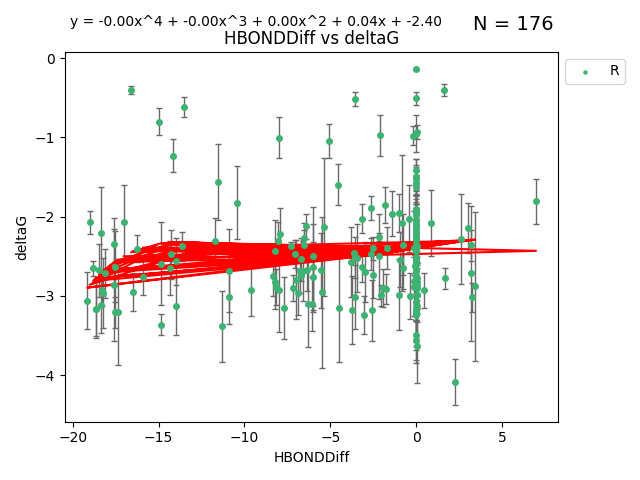 y = -0.00x^4 + -0.00x^3 + 0.00x^2 + 0.04x + -2.40
N = 176
HBONDDiff vs deltaG
R
0
−1
−2
−3
−4
deltaG
−20
−15
−10
−5
0
5
HBONDDiff